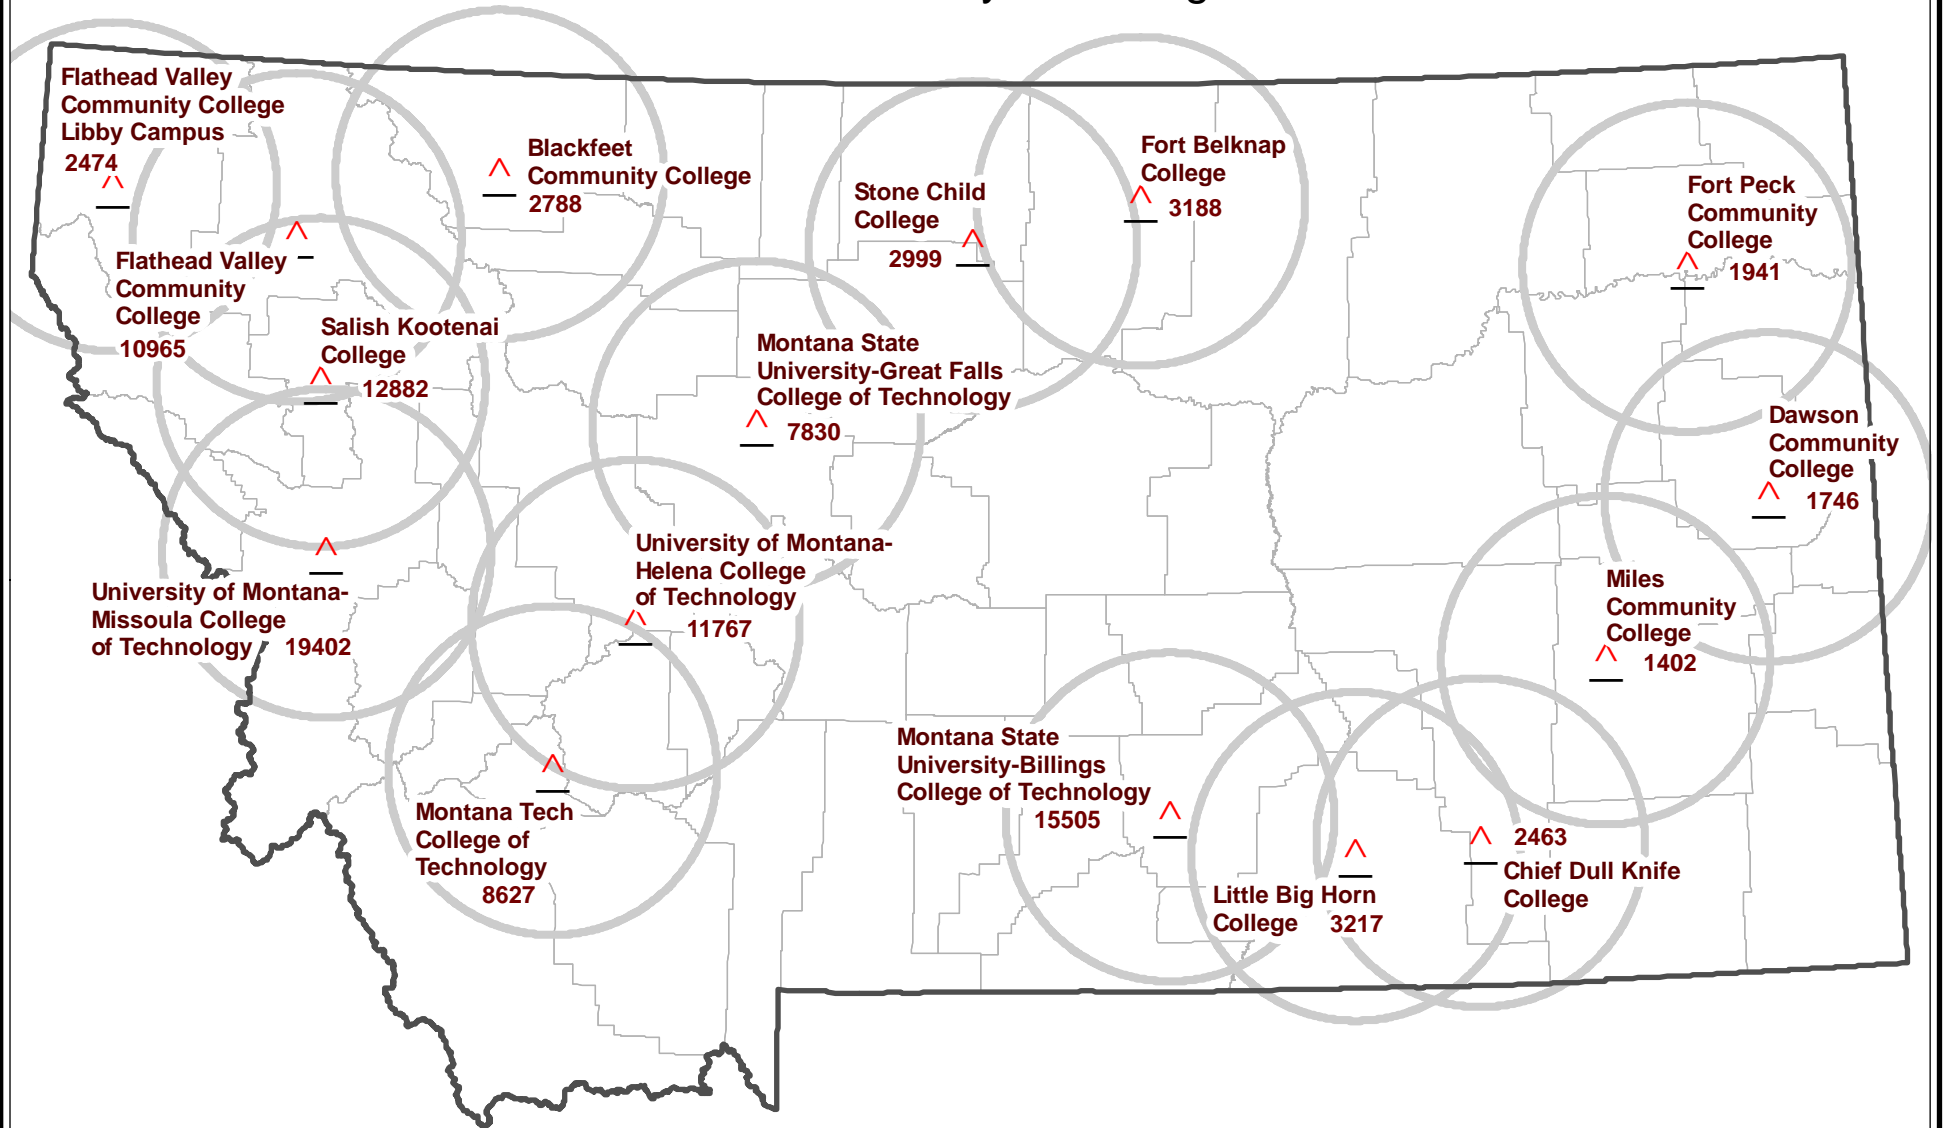 Flathead Valley
Community College
Libby Campus
2474
Blackfeet
Community College
2788
Fort Belknap
College
3188
Stone Child
College
2999
Fort Peck
Community
College
1941
Flathead Valley
Community
College
10965
Salish Kootenai
College
12882
Montana State
University-Great Falls
College of Technology
7830
Dawson
Community
College
1746
University of Montana-
Helena College
of Technology
11767
University of Montana-
Missoula College
of Technology
19402
Miles
Community
College
1402
Montana State
University-Billings
College of Technology
15505
Montana Tech
College of
Technology
8627
2463
Chief Dull Knife
College
Little Big Horn
College
3217